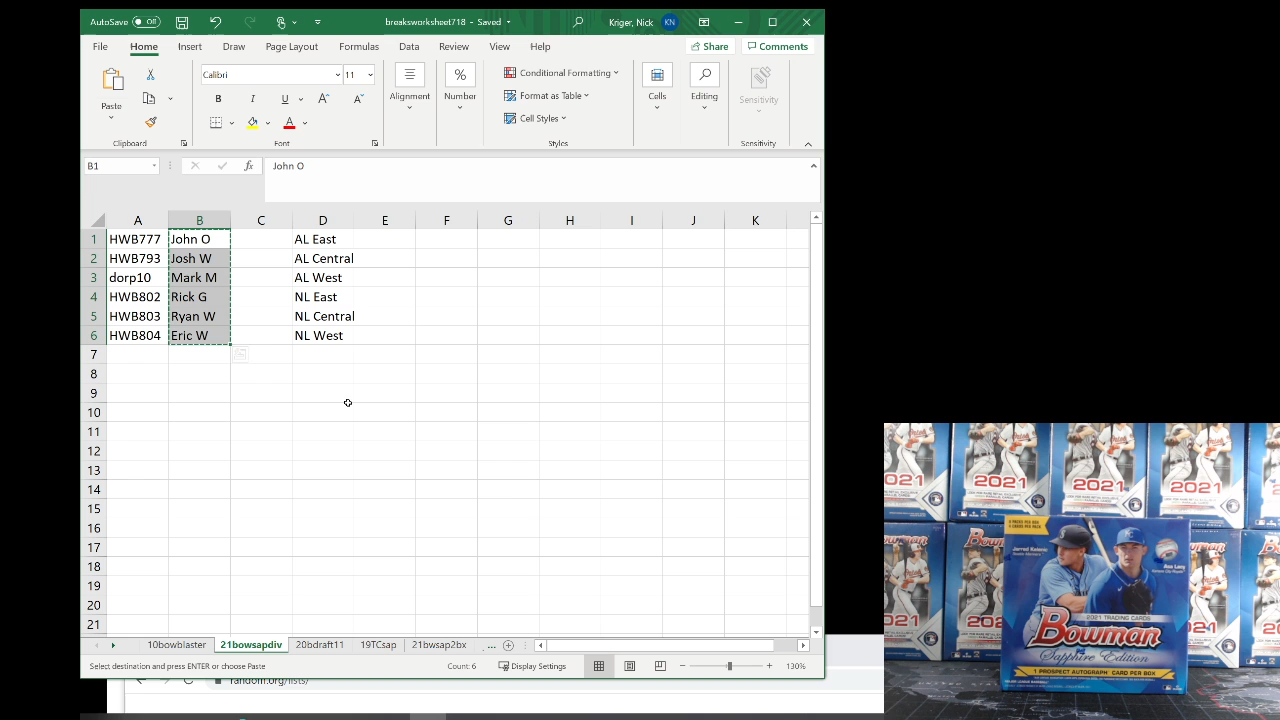 AutoSave Off breaksworksheet718 - Saved Kriger, Nick KN
File Home Insert Draw Page Layout Formulas Data Review View Help Share Comments
Paste
Clipboard
Calibri 11
B I U A A
A
Font
Alignment
%
Number
Conditional Formatting
Format as Table
Cell Styles
Styles
Cells
Editing
Sensitivity
Sensitivity
B1 fx John O
A B C D E F G H I J K
1 HWB777 John O AL East
2 HWB793 Josh W AL Central
3 dorp10 Mark M AL West
4 HWB802 Rick G NL East
5 HWB803 Ryan W NL Central
6 HWB804 Eric W NL West
7
8
9
10
11
12
13
14
15
16
17
18
19
20
21
21bowsapdiv
Select destination and press ENTER or choose Paste Count: 6 Display Settings 130%
random.org/lists/
2021 2021 2021
Jarred Kelenic
Asa Lacy
2021 TRADING CARDS
Bowman
Sapphire Edition
1 PROSPECT AUTOGRAPH CARD PER BOX